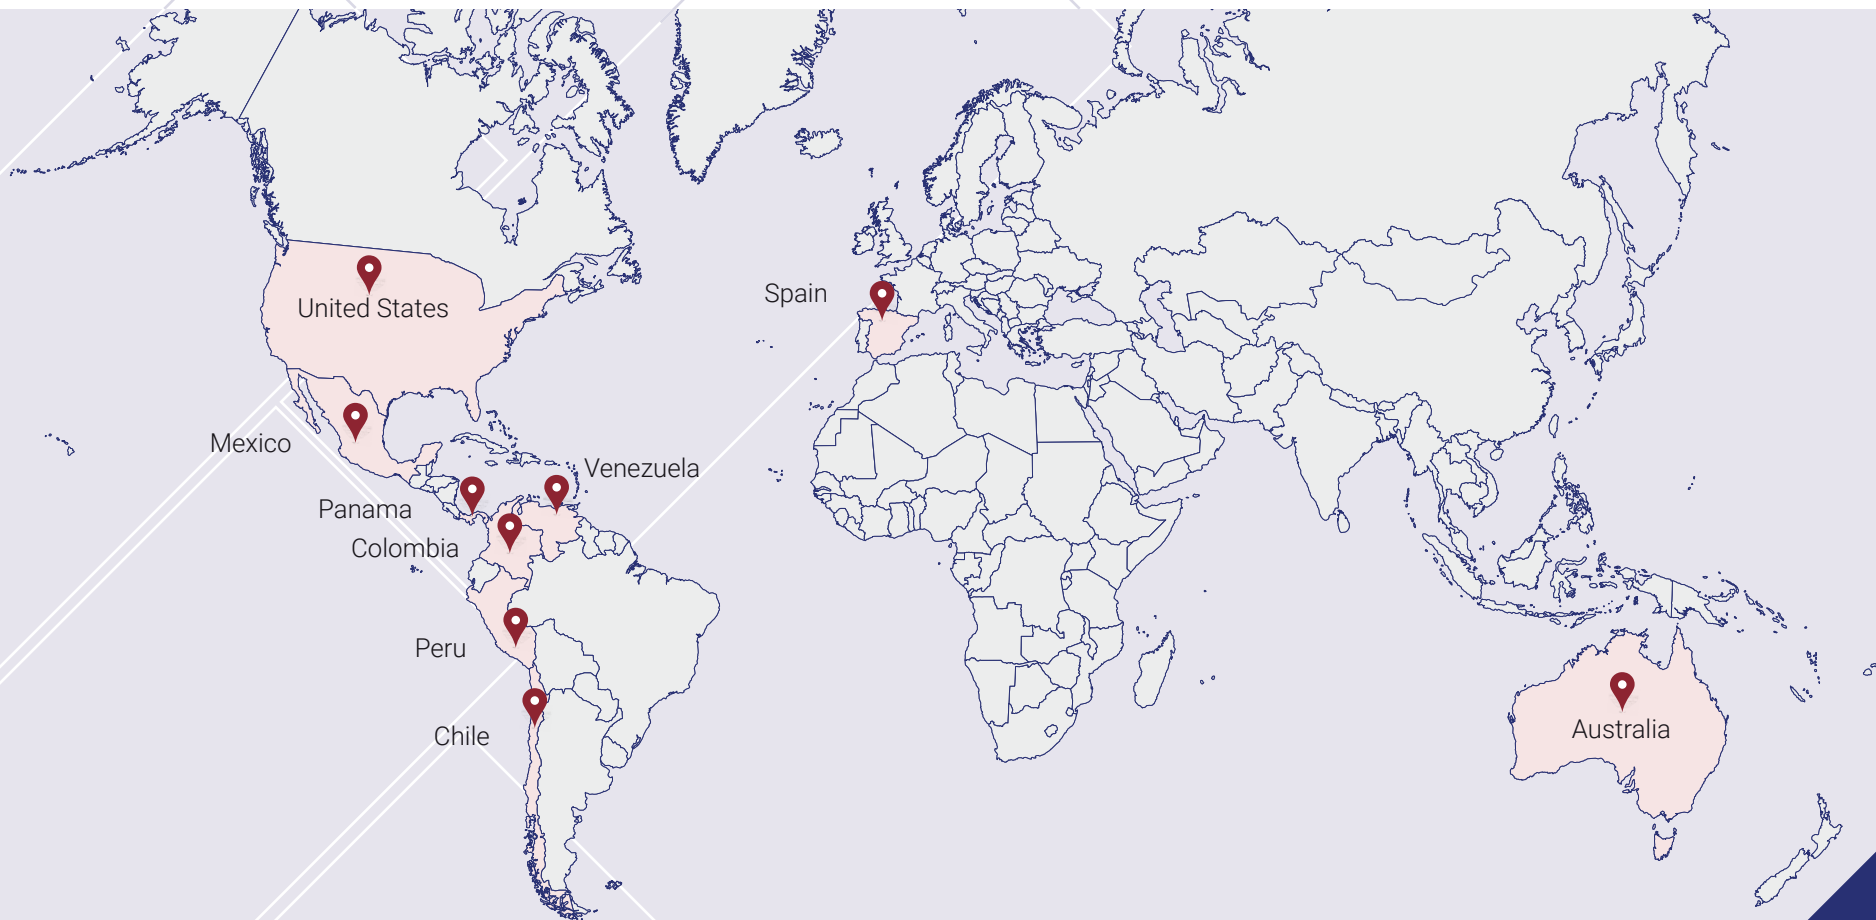 Spain
United States
Mexico
Venezuela
Panama
Colombia
Peru
Chile
Australia